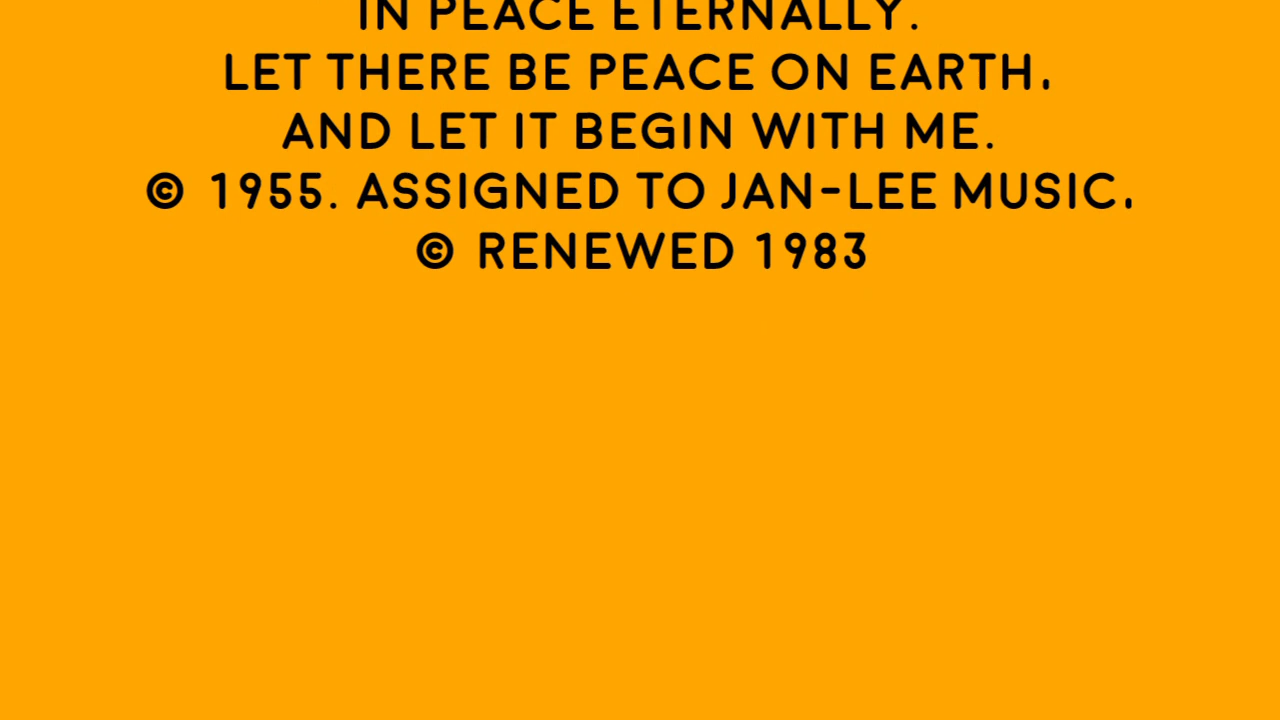 IN PEACE ETERNALLY.
LET THERE BE PEACE ON EARTH.
AND LET IT BEGIN WITH ME.
© 1955. ASSIGNED TO JAN-LEE MUSIC.
© RENEWED 1983